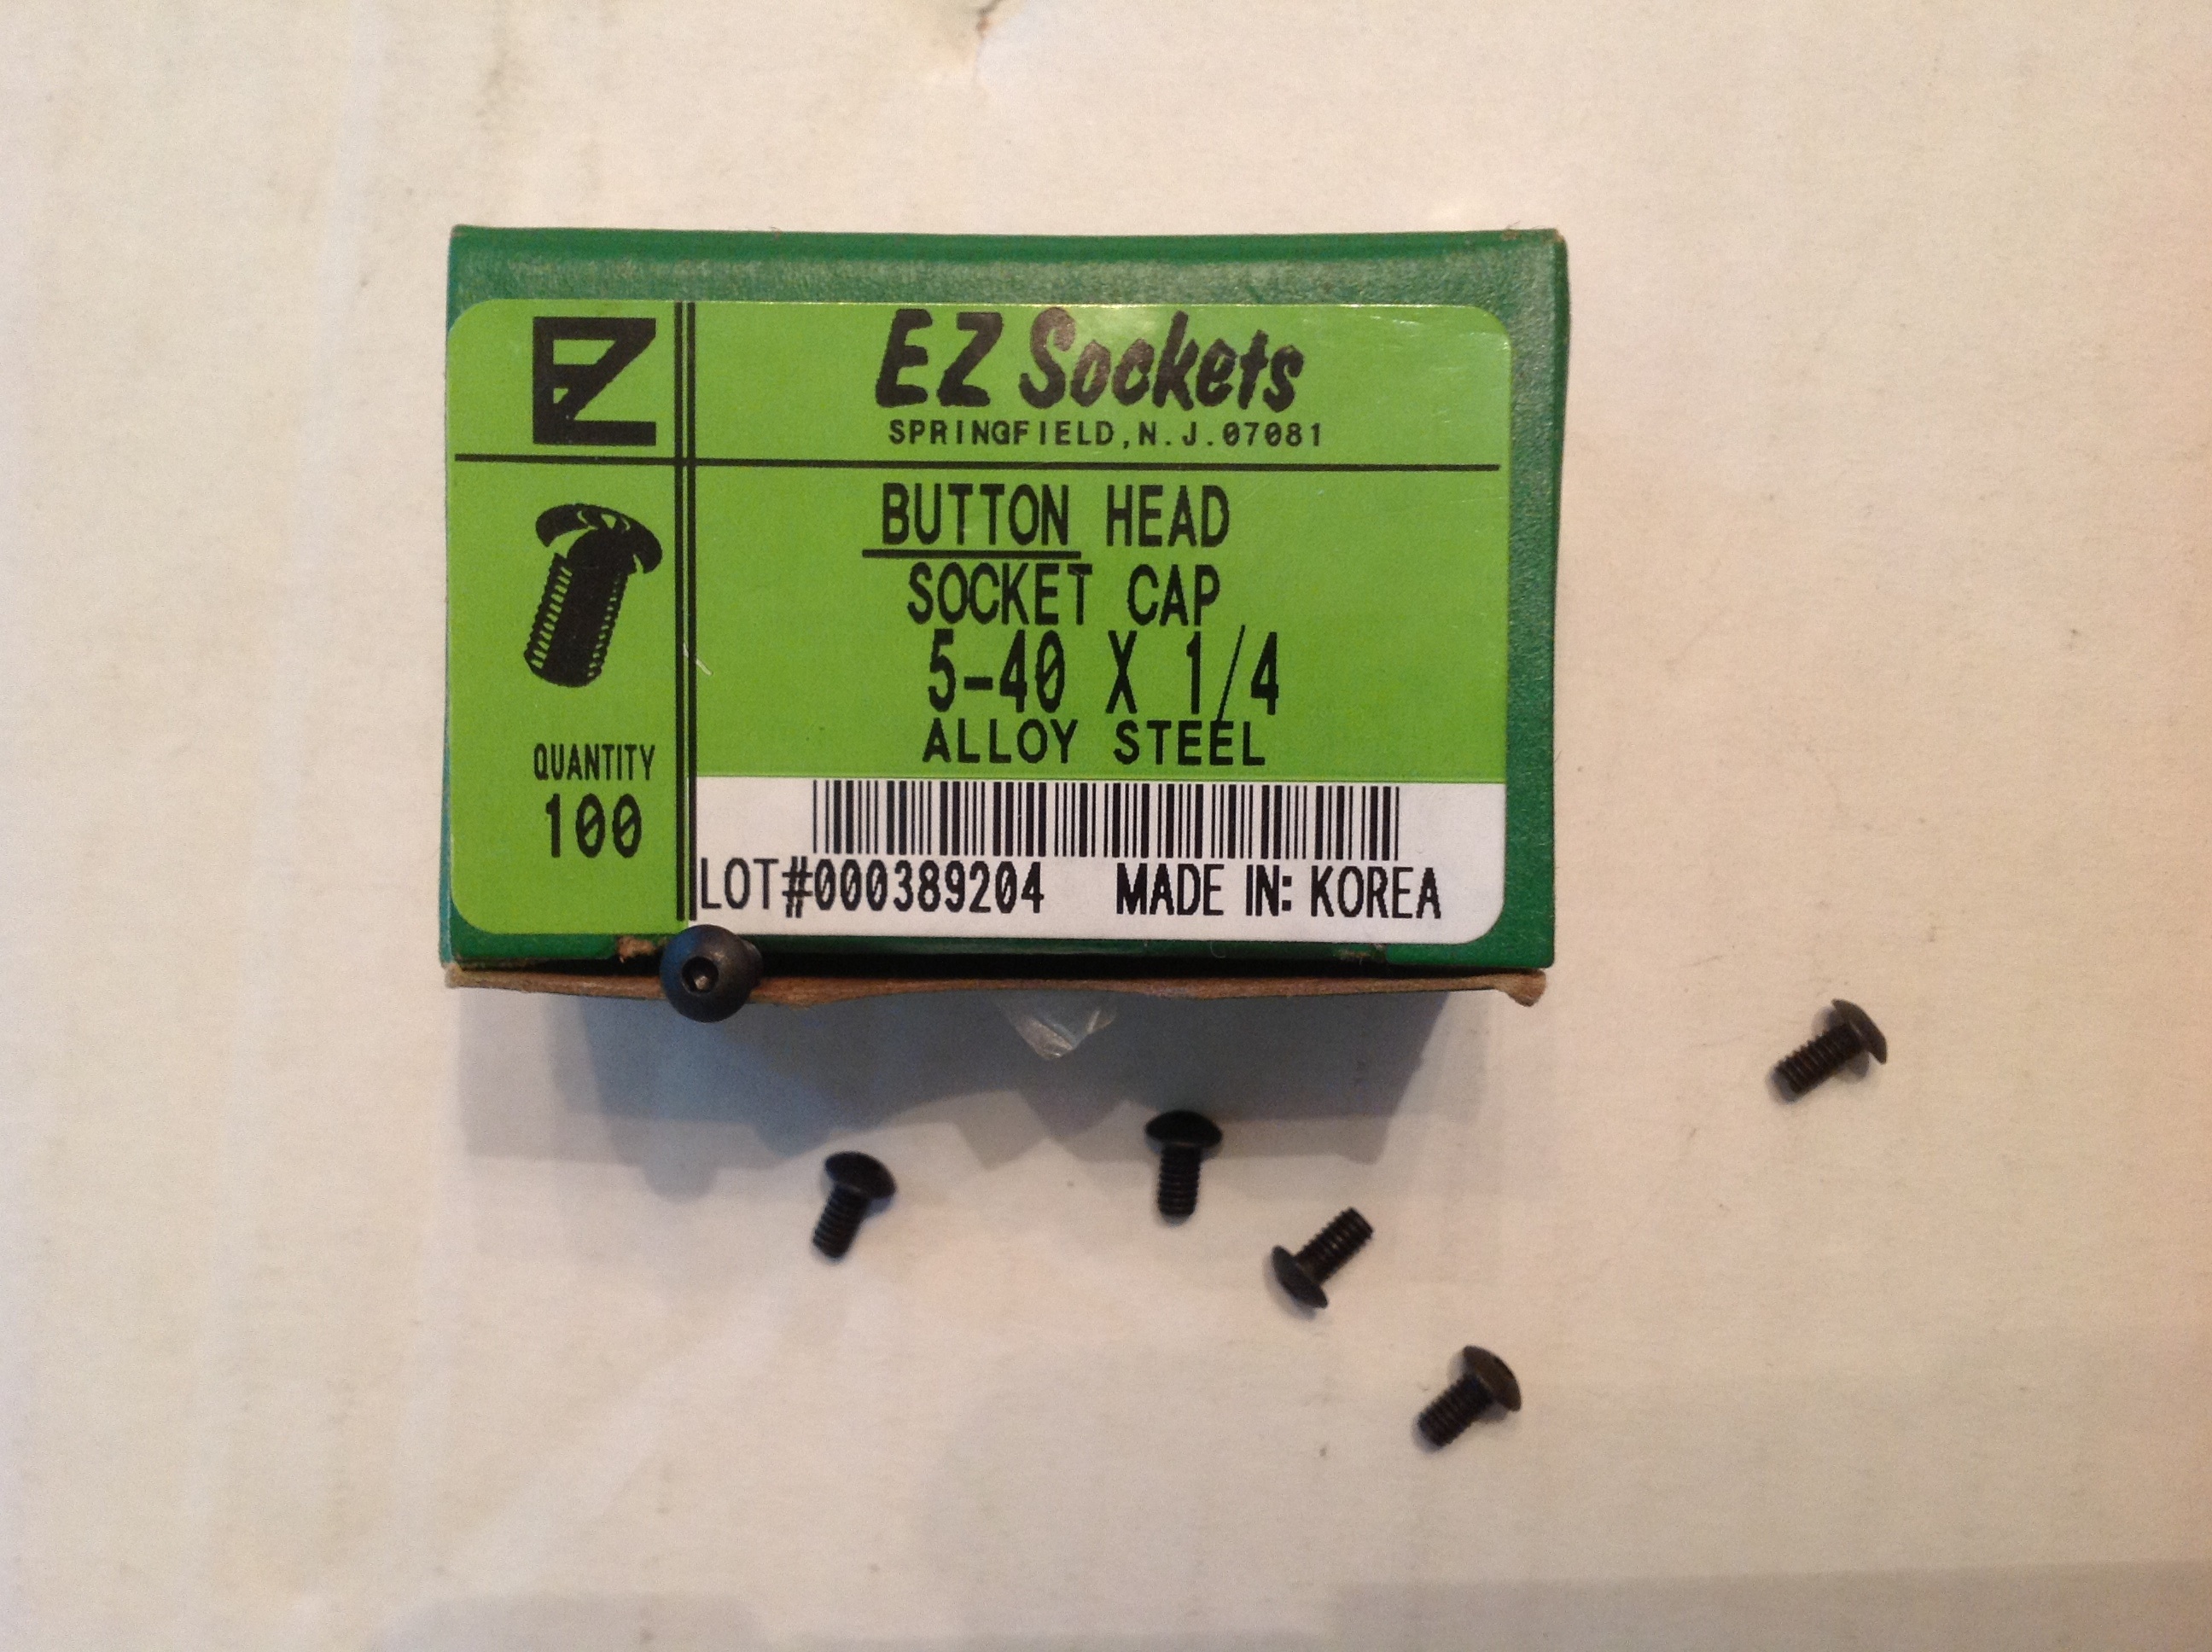 EZ
EZ Sockets
SPRINGFIELD,N.J.07081
BUTTON HEAD
SOCKET CAP
5-40 X 1/4
ALLOY STEEL
QUANTITY
100
LOT#000389204 MADE IN: KOREA